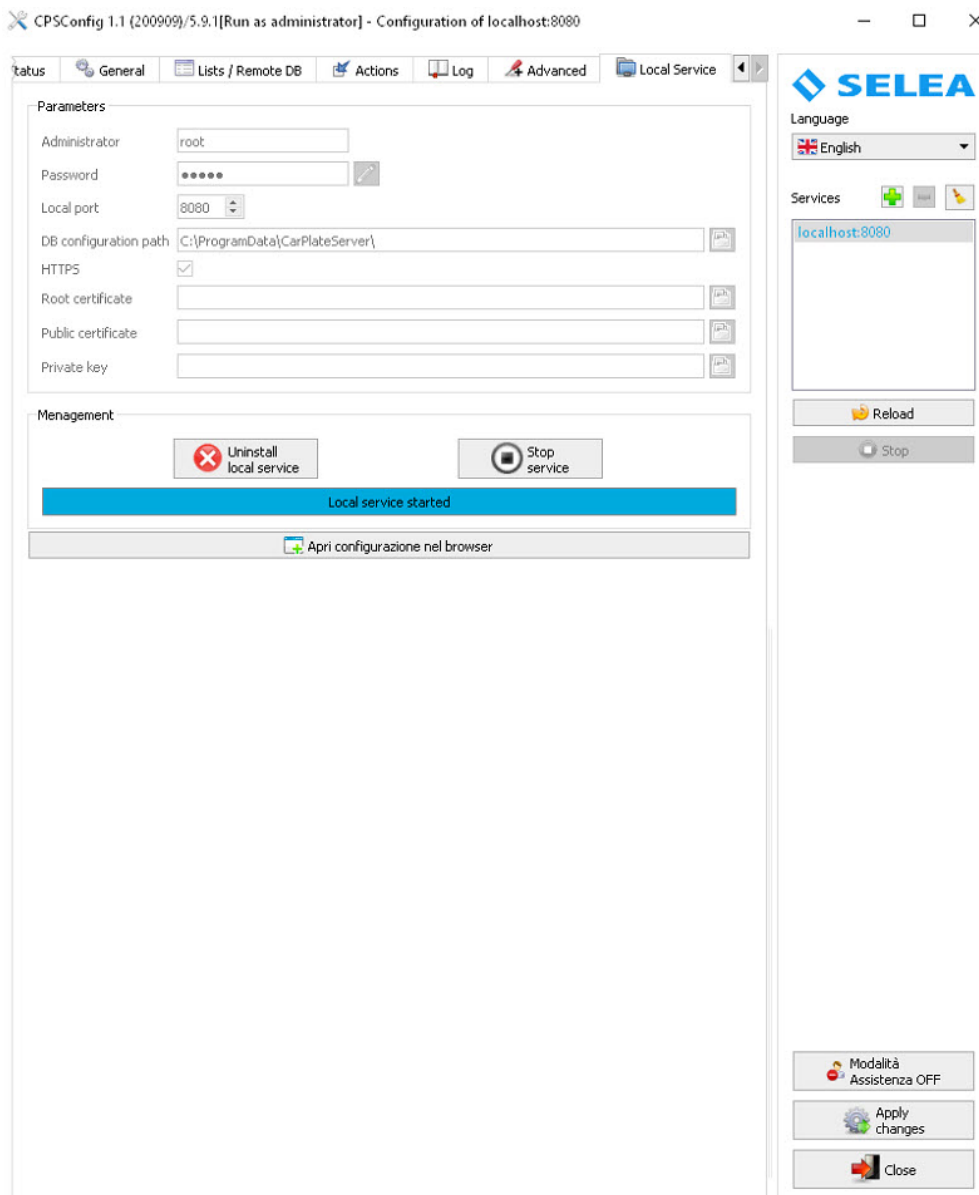 CPSConfig 1.1 (200909)/5.9.1[Run as administrator] - Configuration of localhost:8080
tatus General Lists / Remote DB Actions Log Advanced Local Service
Parameters
Administrator root
Password
Local port 8080
DB configuration path C:\ProgramData\CarPlateServer\
HTTPS
Root certificate
Public certificate
Private key
Menagement
Uninstall
local service
Stop
service
Local service started
Apri configurazione nel browser
SELEA
Language
English
Services
localhost:8080
Reload
Stop
Modalità
Assistenza OFF
Apply
changes
Close